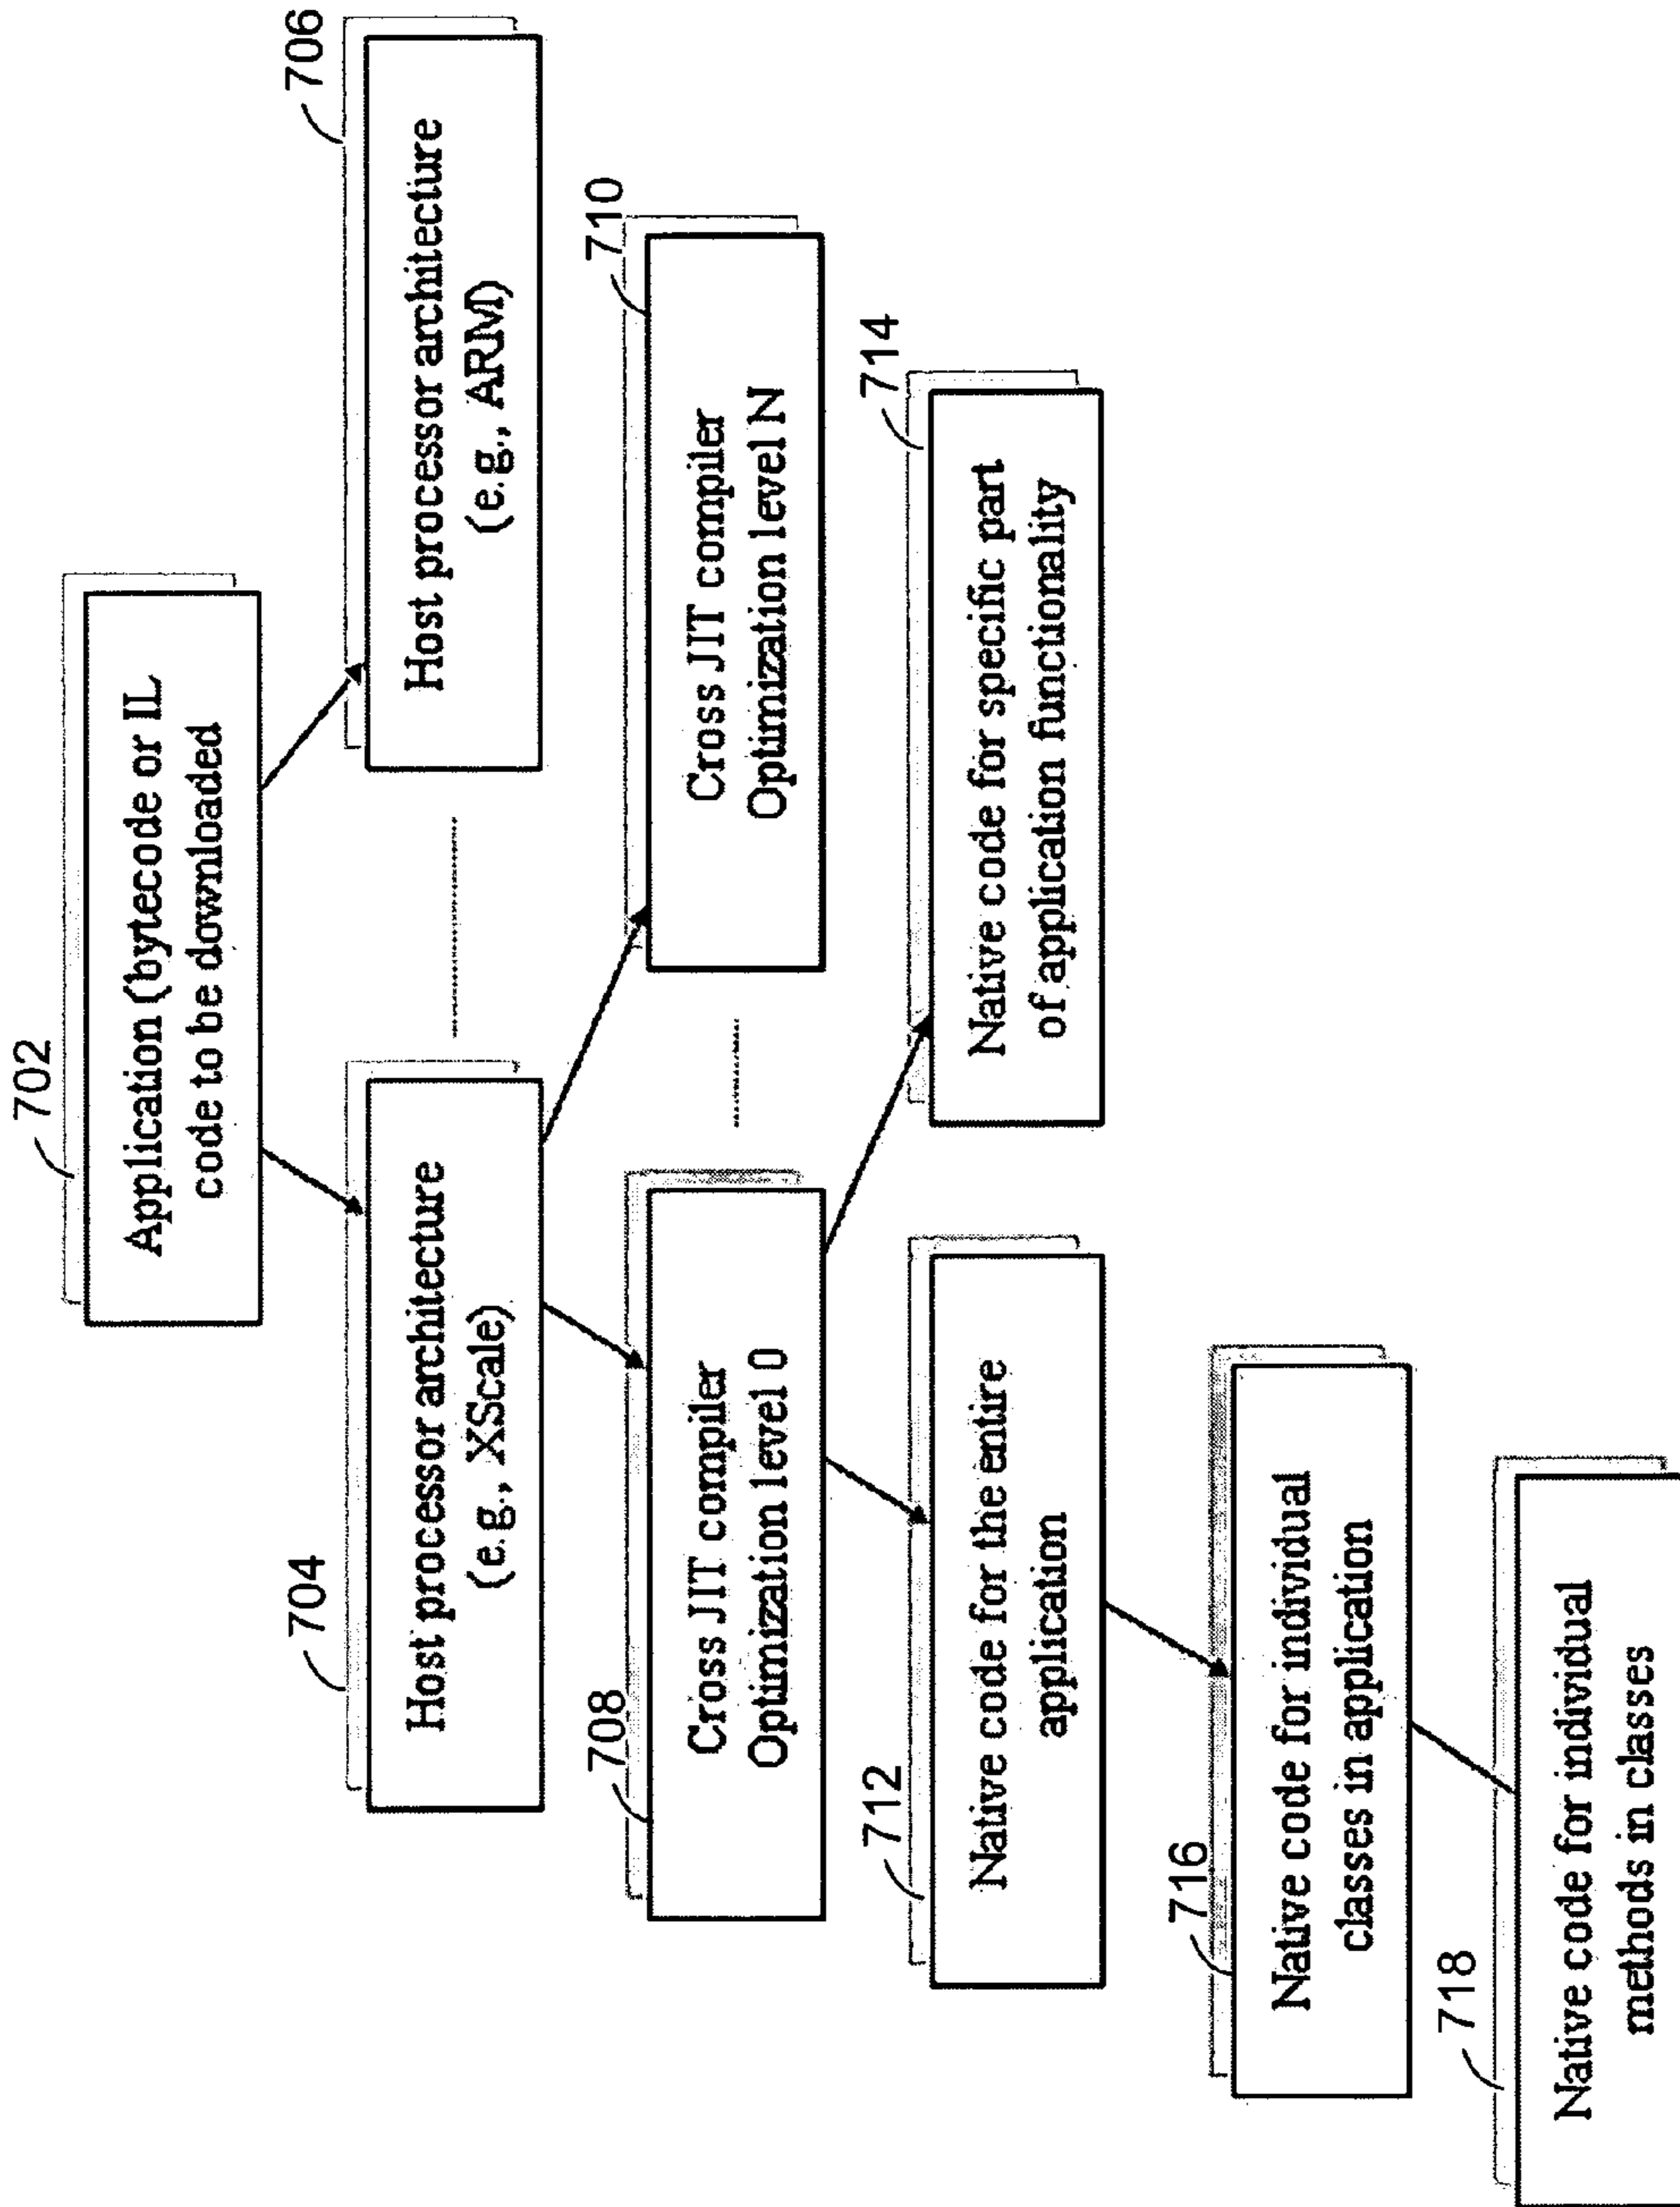 702
Application (bytecode or IL
code to be downloaded
704
Host processor architecture
(e.g., XScale)
706
Host processor architecture
(e.g., ARM)
708
Cross JIT compiler
Optimization level 0
710
Cross JIT compiler
Optimization level N
712
Native code for the entire
application
714
Native code for specific part
of application functionality
716
Native code for individual
classes in application
718
Native code for individual
methods in classes